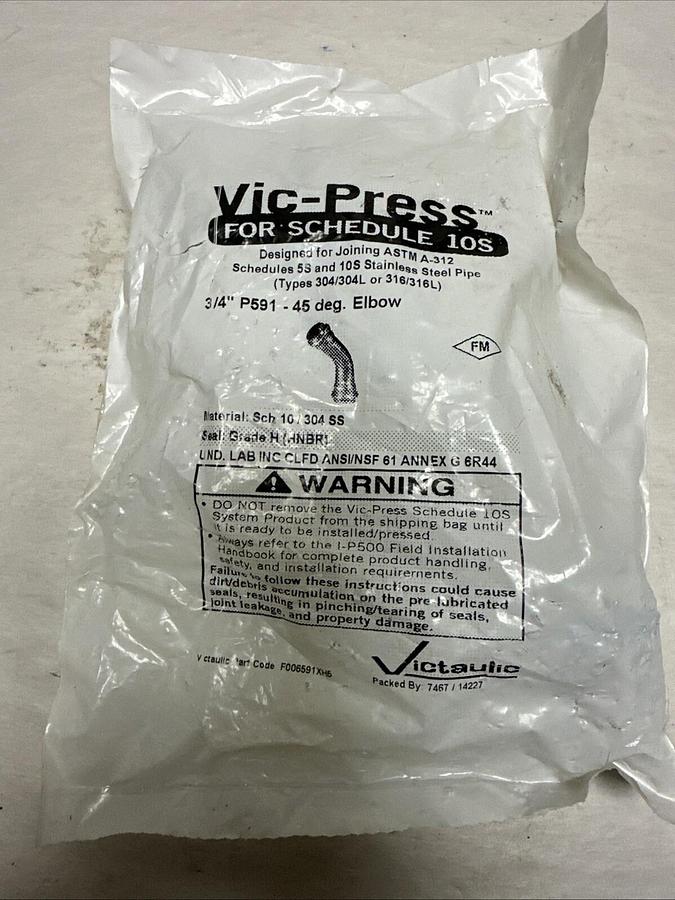 Vic-Press™
FOR SCHEDULE 10S
Designed for Joining ASTM A-312
Schedules 5S and 10S Stainless Steel Pipe
(Types 304/304L or 316/316L)
3/4" P591 - 45 deg. Elbow
FM
Material: Sch 10 / 304 SS
Seal: Grade H (HNBR)
UND. LAB INC CLFD ANSI/NSF 61 ANNEX G 6R44
WARNING
• DO NOT remove the Vic-Press Schedule 10S
System Product from the shipping bag until
it is ready to be installed/pressed.
• Always refer to the I-P500 Field Installation
Handbook for complete product handling,
safety, and installation requirements.
Failure to follow these instructions could cause
dirt/debris accumulation on the pre-lubricated
seals, resulting in pinching/tearing of seals,
joint leakage, and property damage.
Victaulic Part Code F006591XH5
Victaulic
Packed By: 7467 / 14227